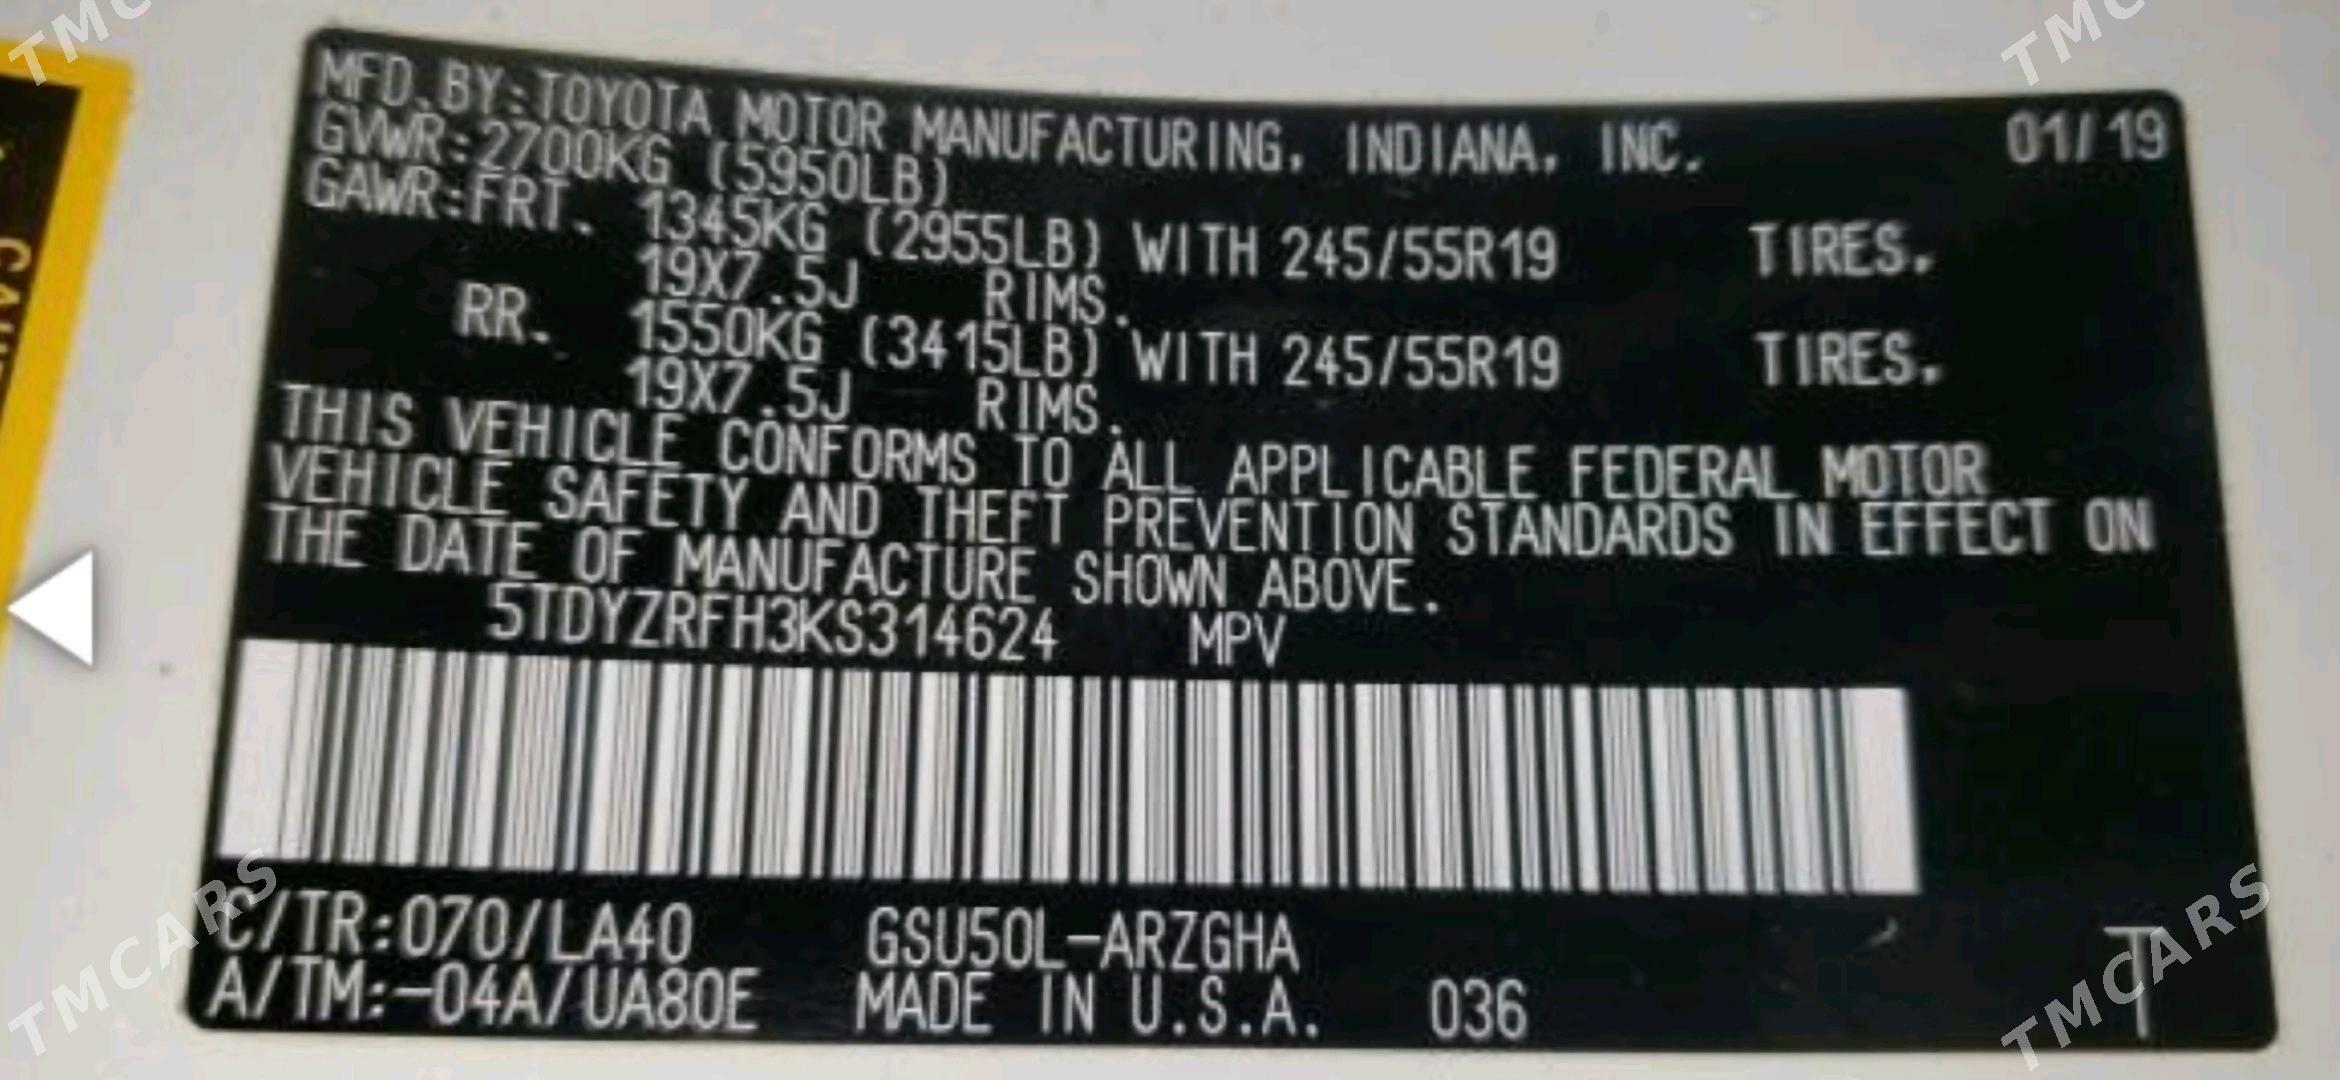 MFD.BY:TOYOTA MOTOR MANUFACTURING, INDIANA, INC. 01/19
GVWR:2700KG (5950LB)
GAWR:FRT. 1345KG (2955LB) WITH 245/55R19 TIRES.
19X7.5J RIMS.
RR. 1550KG (3415LB) WITH 245/55R19 TIRES.
19X7.5J RIMS.
THIS VEHICLE CONFORMS TO ALL APPLICABLE FEDERAL MOTOR
VEHICLE SAFETY AND THEFT PREVENTION STANDARDS IN EFFECT ON
THE DATE OF MANUFACTURE SHOWN ABOVE.
5TDYZRFH3KS314624 MPV
C/TR:070/LA40 GSU50L-ARZGHA
A/TM:-04A/UA80E MADE IN U.S.A. 036 T
TMCARS
TMCARS